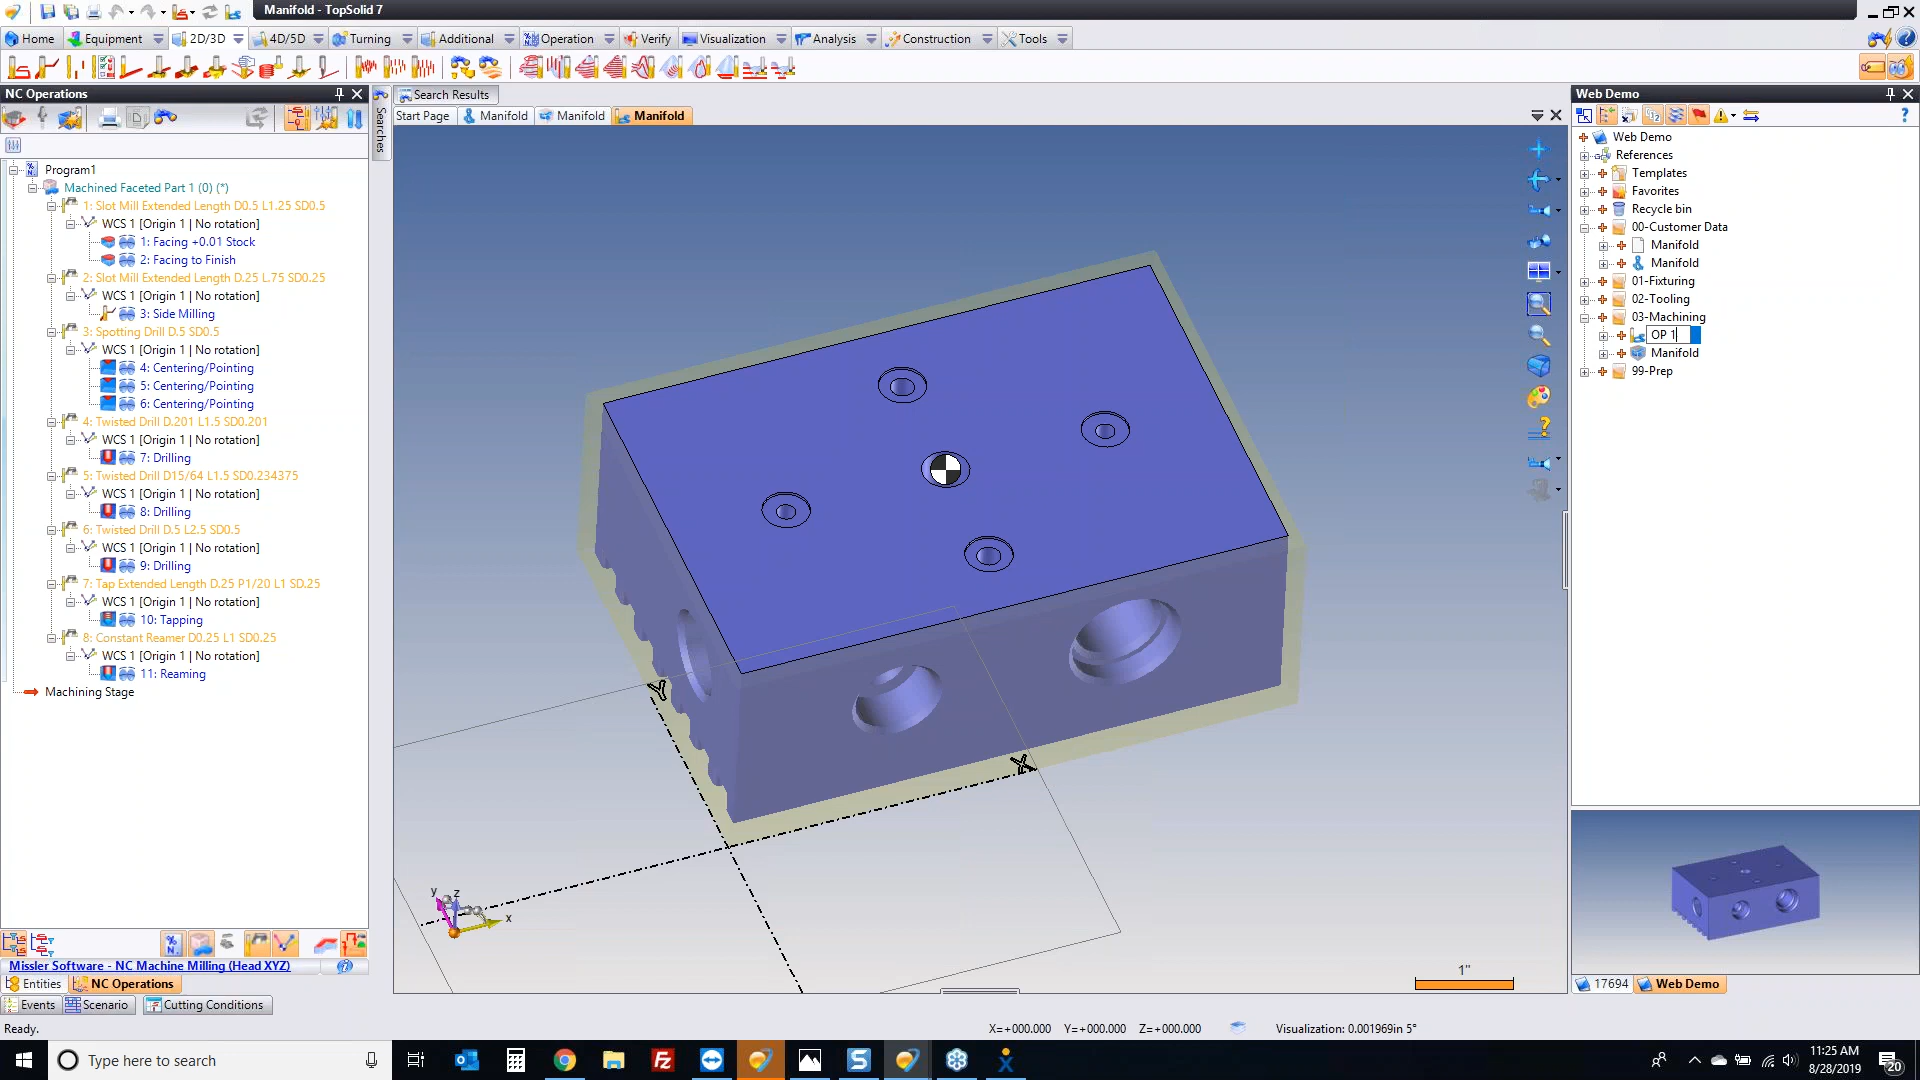 Manifold - TopSolid 7
Home Equipment 2D/3D 4D/5D Turning Additional Operation Verify Visualization Analysis Construction Tools
NC Operations
Search Results
Web Demo
Start Page Manifold Manifold Manifold
Searches
Program1
Machined Faceted Part 1 (0) (*)
1: Slot Mill Extended Length D0.5 L1.25 SD0.5
WCS 1 [Origin 1 | No rotation]
1: Facing +0.01 Stock
2: Facing to Finish
2: Slot Mill Extended Length D.25 L.75 SD0.25
WCS 1 [Origin 1 | No rotation]
3: Side Milling
3: Spotting Drill D.5 SD0.5
WCS 1 [Origin 1 | No rotation]
4: Centering/Pointing
5: Centering/Pointing
6: Centering/Pointing
4: Twisted Drill D.201 L1.5 SD0.201
WCS 1 [Origin 1 | No rotation]
7: Drilling
5: Twisted Drill D15/64 L1.5 SD0.234375
WCS 1 [Origin 1 | No rotation]
8: Drilling
6: Twisted Drill D.5 L2.5 SD0.5
WCS 1 [Origin 1 | No rotation]
9: Drilling
7: Tap Extended Length D.25 P1/20 L1 SD.25
WCS 1 [Origin 1 | No rotation]
10: Tapping
8: Constant Reamer D0.25 L1 SD0.25
WCS 1 [Origin 1 | No rotation]
11: Reaming
Machining Stage
Missler Software - NC Machine Milling (Head XYZ)
Entities NC Operations
Events Scenario Cutting Conditions
Ready.
Y
X
y z x
1"
Web Demo
References
Templates
Favorites
Recycle bin
00-Customer Data
Manifold
Manifold
01-Fixturing
02-Tooling
03-Machining
OP 1
Manifold
99-Prep
17694 Web Demo
X=+000.000 Y=+000.000 Z=+000.000 Visualization: 0.001969in 5°
Type here to search
11:25 AM
8/28/2019
20